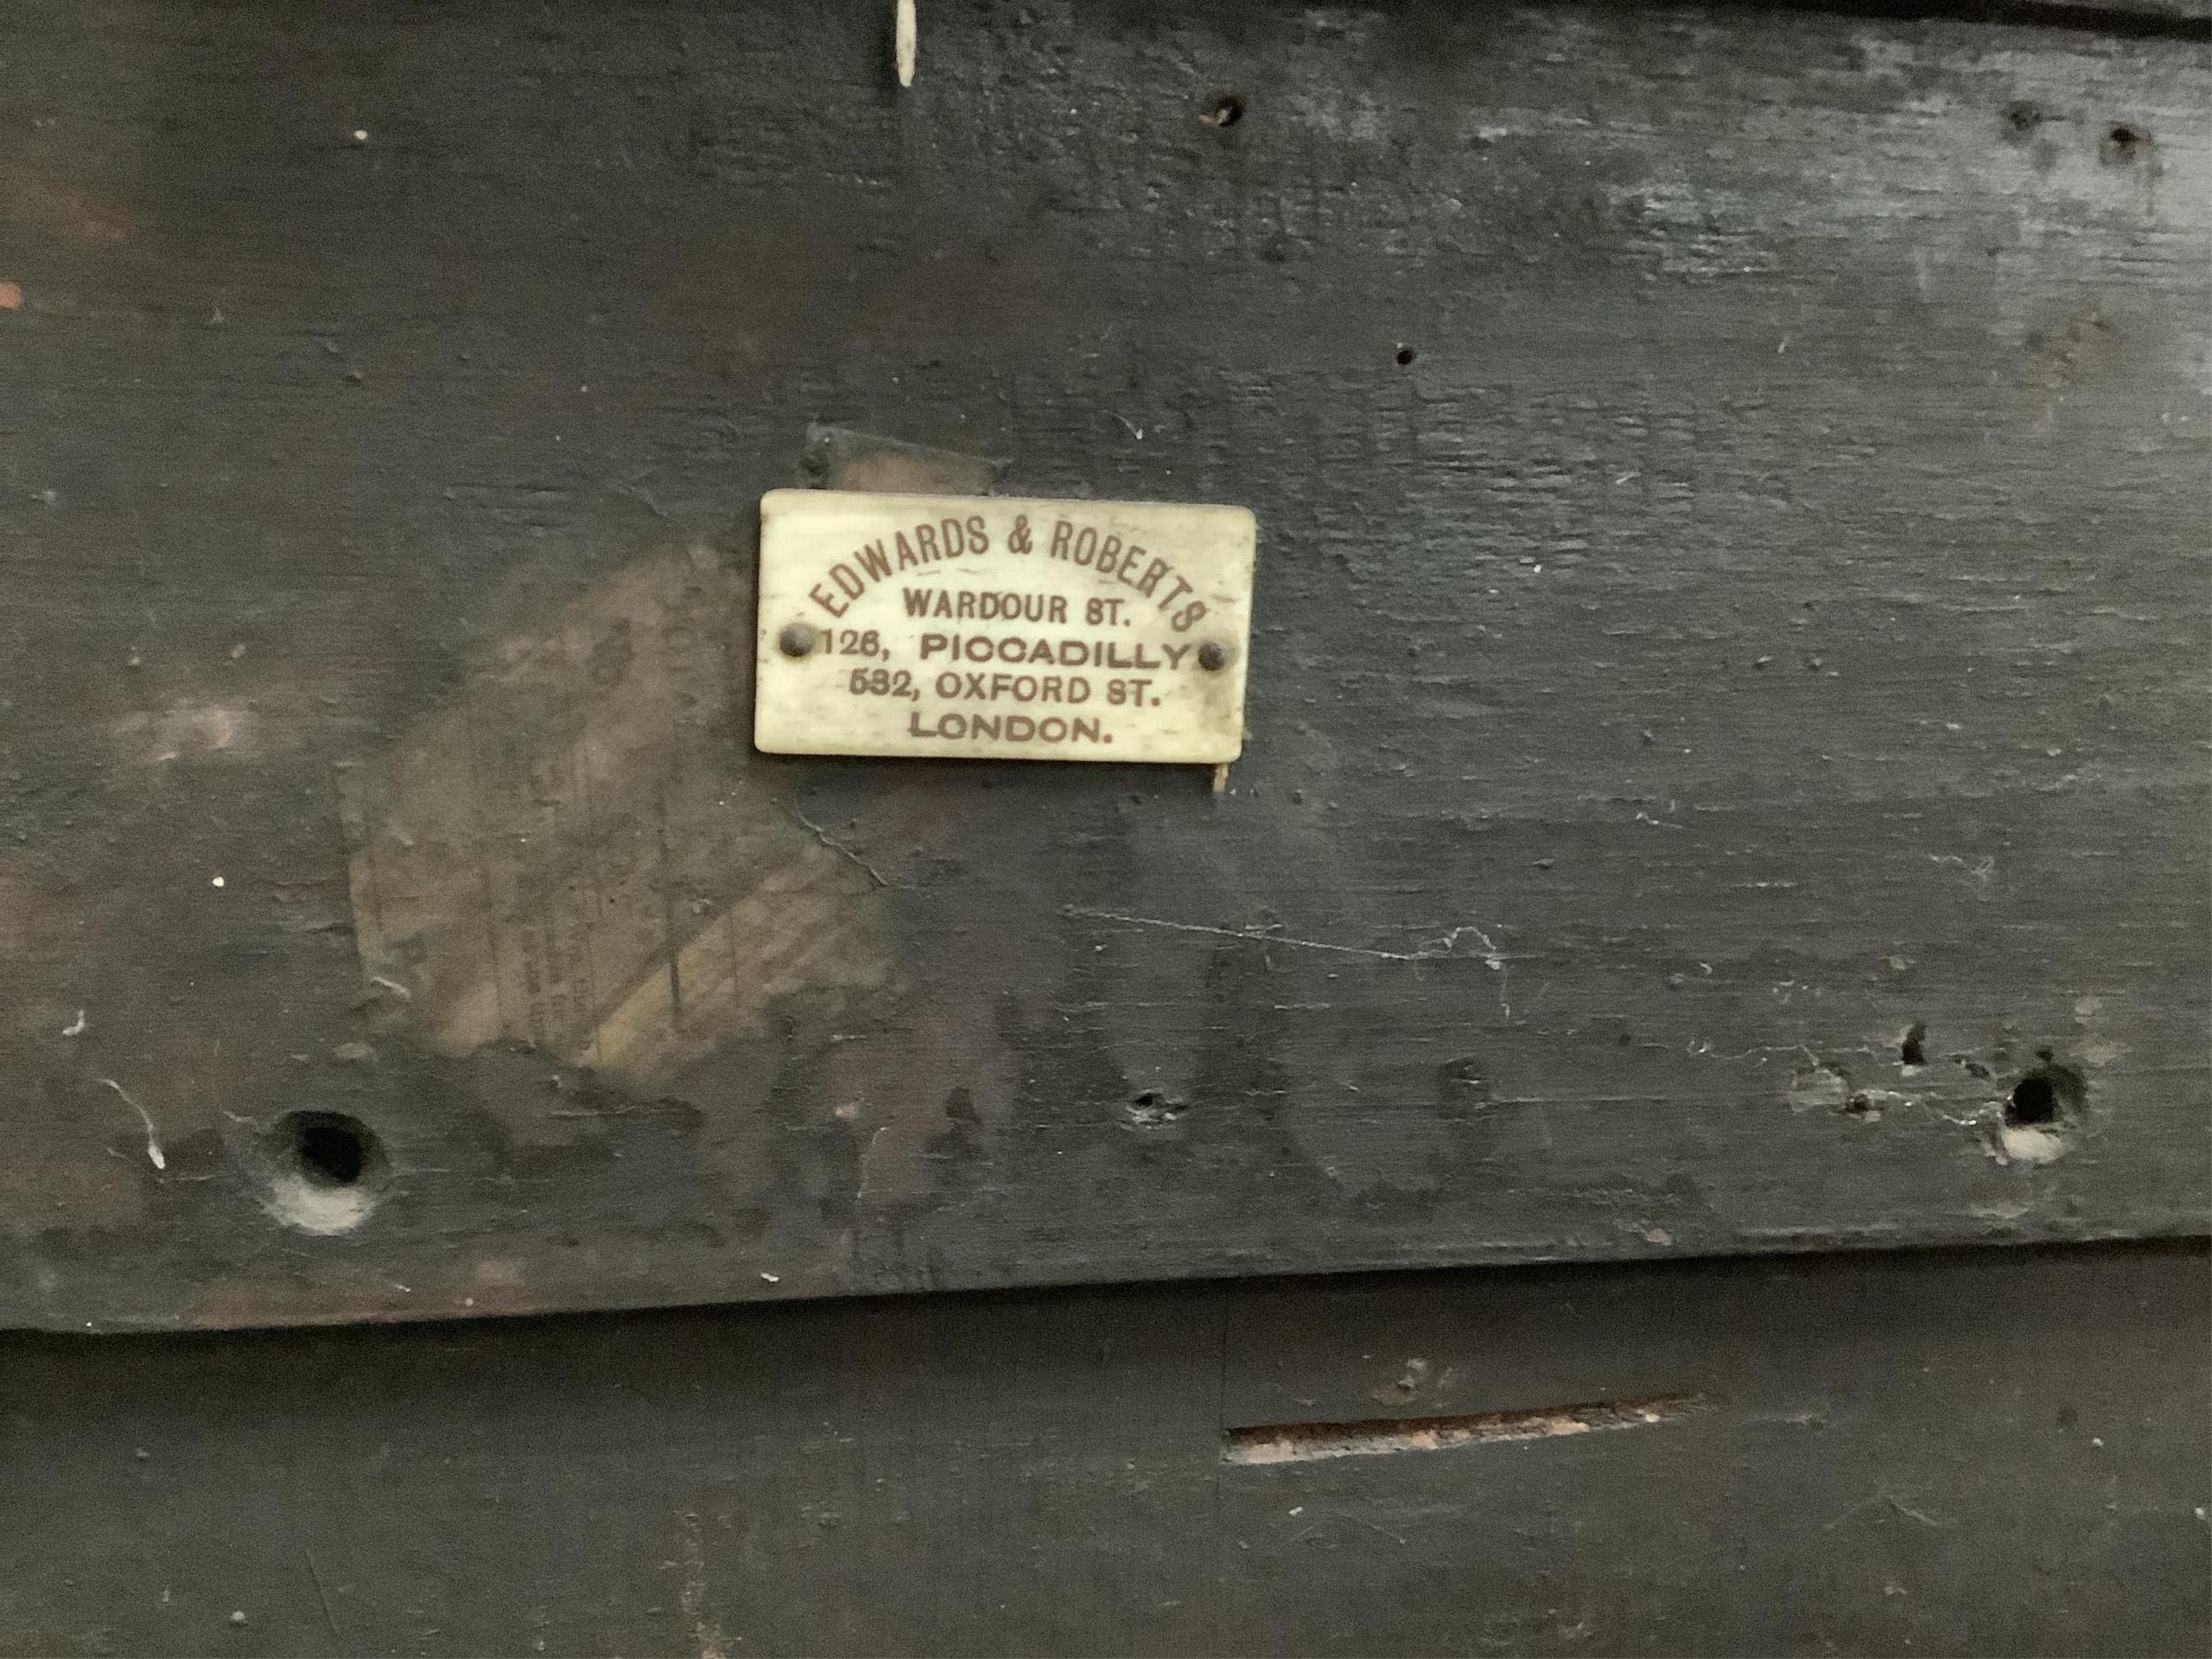 EDWARDS & ROBERTS
WARDOUR ST.
126, PICCADILLY
532, OXFORD ST.
LONDON.